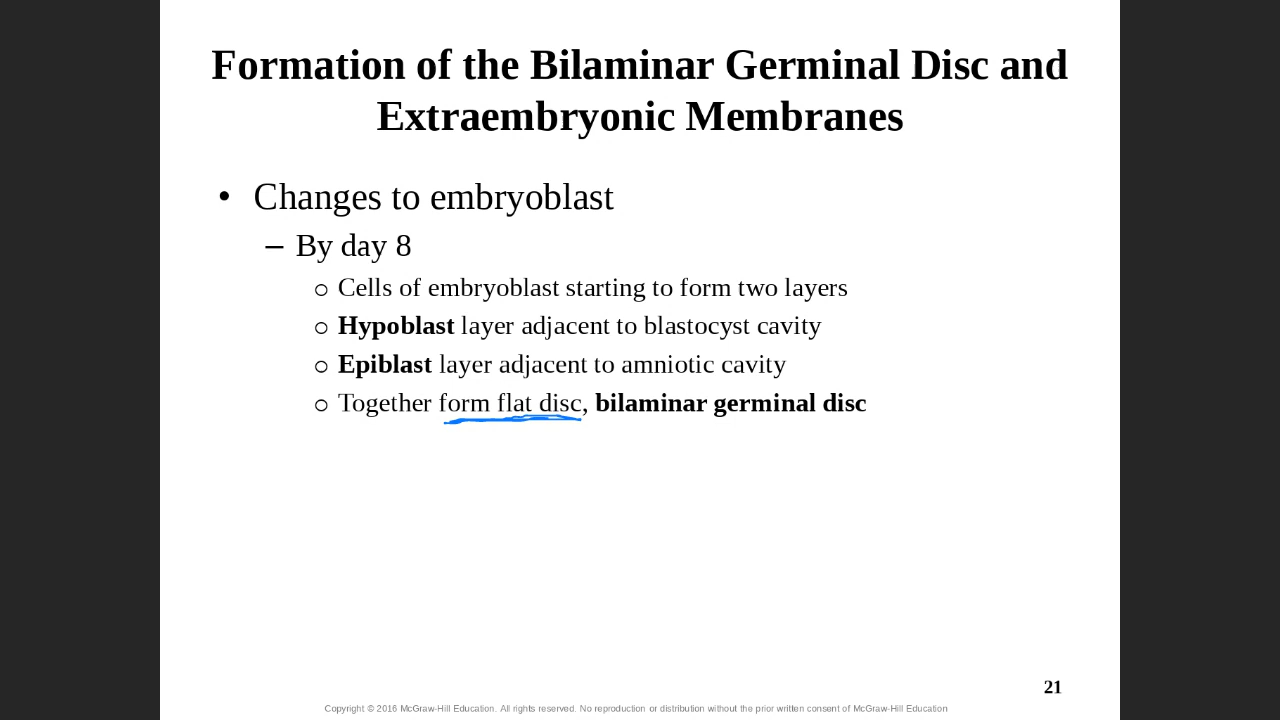 Formation of the Bilaminar Germinal Disc and
Extraembryonic Membranes
• Changes to embryoblast
– By day 8
○ Cells of embryoblast starting to form two layers
○ Hypoblast layer adjacent to blastocyst cavity
○ Epiblast layer adjacent to amniotic cavity
○ Together form flat disc, bilaminar germinal disc
21
Copyright © 2016 McGraw-Hill Education. All rights reserved. No reproduction or distribution without the prior written consent of McGraw-Hill Education